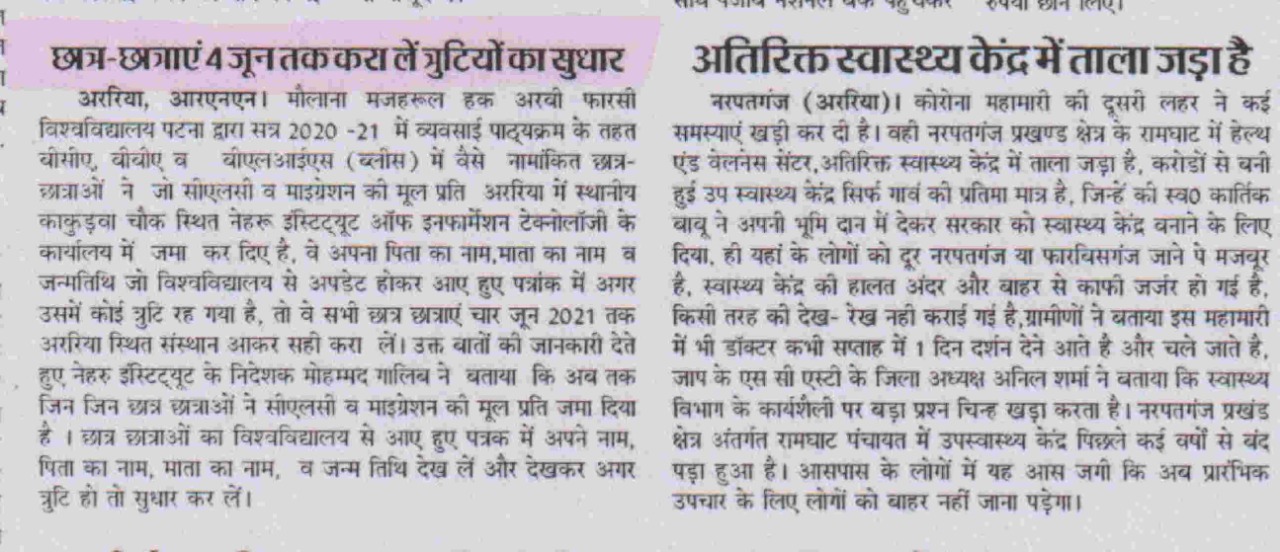 छात्र-छात्राएं 4 जून तक करा लें त्रुटियों का सुधार
अररिया, आरएनएन। मौलाना मजहरूल हक अरबी फारसी
विश्वविद्यालय पटना द्वारा सत्र 2020 -21 में व्यवसाई पाठ्यक्रम के तहत
बीसीए, बीबीए व बीएलआईएस (ब्लीस) में वैसे नामांकित छात्र-
छात्राओं ने जो सीएलसी व माइग्रेशन की मूल प्रति अररिया में स्थानीय
काकुड़वा चौक स्थित नेहरू इंस्टिट्यूट ऑफ इनफार्मेशन टेक्नोलॉजी के
कार्यालय में जमा कर दिए है, वे अपना पिता का नाम,माता का नाम व
जन्मतिथि जो विश्वविद्यालय से अपडेट होकर आए हुए पत्रांक में अगर
उसमें कोई त्रुटि रह गया है, तो वे सभी छात्र छात्राएं चार जून 2021 तक
अररिया स्थित संस्थान आकर सही करा लें। उक्त बातों की जानकारी देते
हुए नेहरु इंस्टिट्यूट के निदेशक मोहम्मद गालिब ने बताया कि अब तक
जिन जिन छात्र छात्राओं ने सीएलसी व माइग्रेशन की मूल प्रति जमा दिया
है । छात्र छात्राओं का विश्वविद्यालय से आए हुए पत्रक में अपने नाम,
पिता का नाम, माता का नाम, व जन्म तिथि देख लें और देखकर अगर
त्रुटि हो तो सुधार कर लें।
रुपया छीन लिए।
अतिरिक्त स्वास्थ्य केंद्र में ताला जड़ा है
नरपतगंज (अररिया)। कोरोना महामारी की दूसरी लहर ने कई
समस्याएं खड़ी कर दी है। वही नरपतगंज प्रखण्ड क्षेत्र के रामघाट में हेल्थ
एंड वेलनेस सेंटर,अतिरिक्त स्वास्थ्य केंद्र में ताला जड़ा है, करोडों से बनी
हुई उप स्वास्थ्य केंद्र सिर्फ गावं की प्रतिमा मात्र है, जिन्हें की स्व0 कार्तिक
बाबू ने अपनी भूमि दान में देकर सरकार को स्वास्थ्य केंद्र बनाने के लिए
दिया, ही यहां के लोगों को दूर नरपतगंज या फारबिसगंज जाने पे मजबूर
है, स्वास्थ्य केंद्र की हालत अंदर और बाहर से काफी जर्जर हो गई है,
किसी तरह की देख- रेख नही कराई गई है,ग्रामीणों ने बताया इस महामारी
में भी डॉक्टर कभी सप्ताह में 1 दिन दर्शन देने आते है और चले जाते है,
जाप के एस सी एस्टी के जिला अध्यक्ष अनिल शर्मा ने बताया कि स्वास्थ्य
विभाग के कार्यशैली पर बड़ा प्रश्न चिन्ह खड़ा करता है। नरपतगंज प्रखंड
क्षेत्र अंतर्गत रामघाट पंचायत में उपस्वास्थ्य केंद्र पिछले कई वर्षों से बंद
पड़ा हुआ है। आसपास के लोगों में यह आस जगी कि अब प्रारंभिक
उपचार के लिए लोगों को बाहर नहीं जाना पड़ेगा।